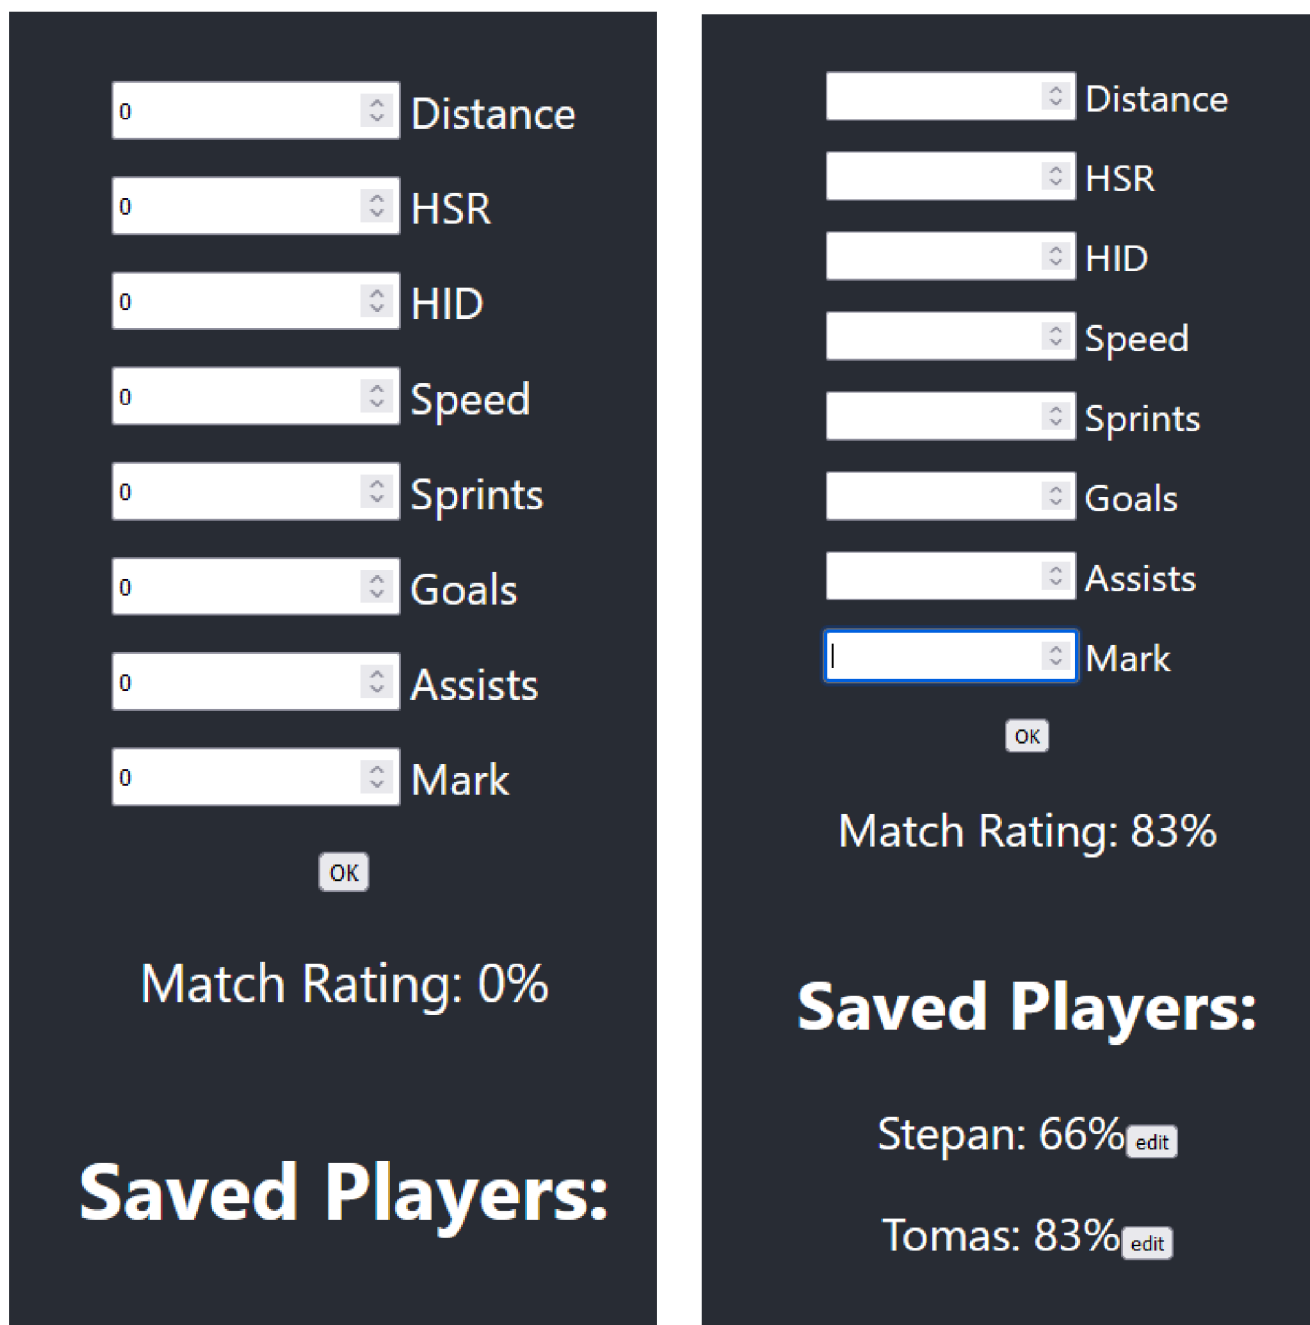 0 Distance
0 HSR
0 HID
0 Speed
0 Sprints
0 Goals
0 Assists
0 Mark
OK
Match Rating: 0%
Saved Players:
Distance
HSR
HID
Speed
Sprints
Goals
Assists
Mark
OK
Match Rating: 83%
Saved Players:
Stepan: 66% edit
Tomas: 83% edit